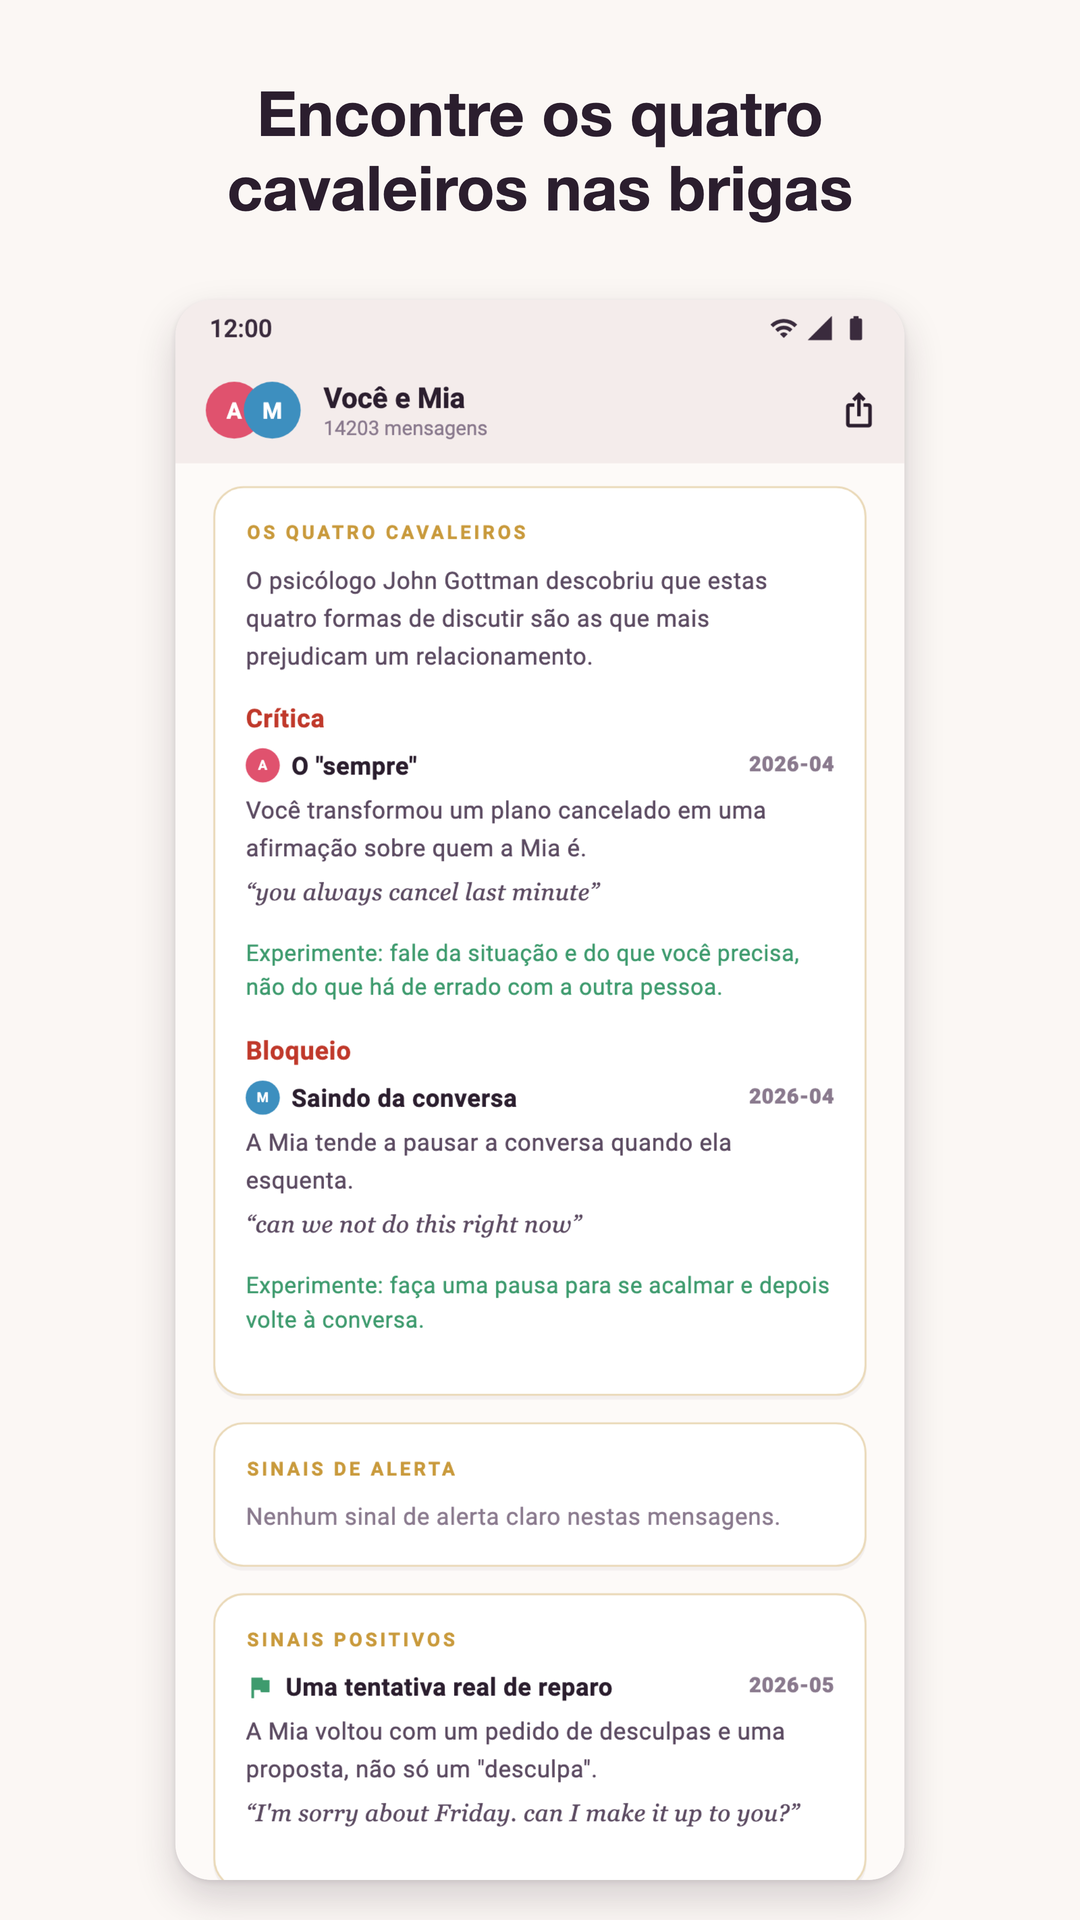 Encontre os quatro
cavaleiros nas brigas
12:00
A M Você e Mia
14203 mensagens
OS QUATRO CAVALEIROS
O psicólogo John Gottman descobriu que estas
quatro formas de discutir são as que mais
prejudicam um relacionamento.
Crítica
A O "sempre" 2026-04
Você transformou um plano cancelado em uma
afirmação sobre quem a Mia é.
“you always cancel last minute”
Experimente: fale da situação e do que você precisa,
não do que há de errado com a outra pessoa.
Bloqueio
M Saindo da conversa 2026-04
A Mia tende a pausar a conversa quando ela
esquenta.
“can we not do this right now”
Experimente: faça uma pausa para se acalmar e depois
volte à conversa.
SINAIS DE ALERTA
Nenhum sinal de alerta claro nestas mensagens.
SINAIS POSITIVOS
Uma tentativa real de reparo 2026-05
A Mia voltou com um pedido de desculpas e uma
proposta, não só um "desculpa".
“I'm sorry about Friday. can I make it up to you?”